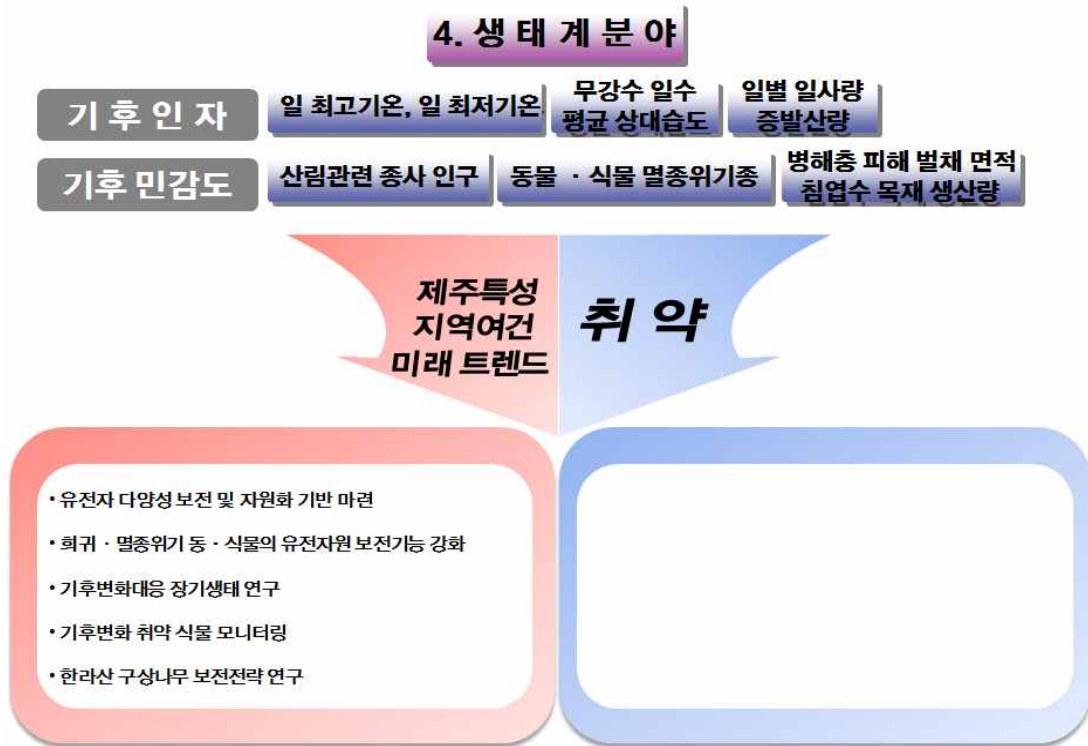 4. 생 태 계 분 야
기 후 인 자
일 최고기온, 일 최저기온
무강수 일수
평균 상대습도
일별 일사량
증발산량
기후 민감도
산림관련 종사 인구
동물 · 식물 멸종위기종
병해충 피해 벌채 면적
침엽수 목재 생산량
제주특성
지역여건
미래 트렌드
취 약
• 유전자 다양성 보전 및 자원화 기반 마련
• 희귀 · 멸종위기 동 · 식물의 유전자원 보전기능 강화
• 기후변화대응 장기생태 연구
• 기후변화 취약 식물 모니터링
• 한라산 구상나무 보전전략 연구